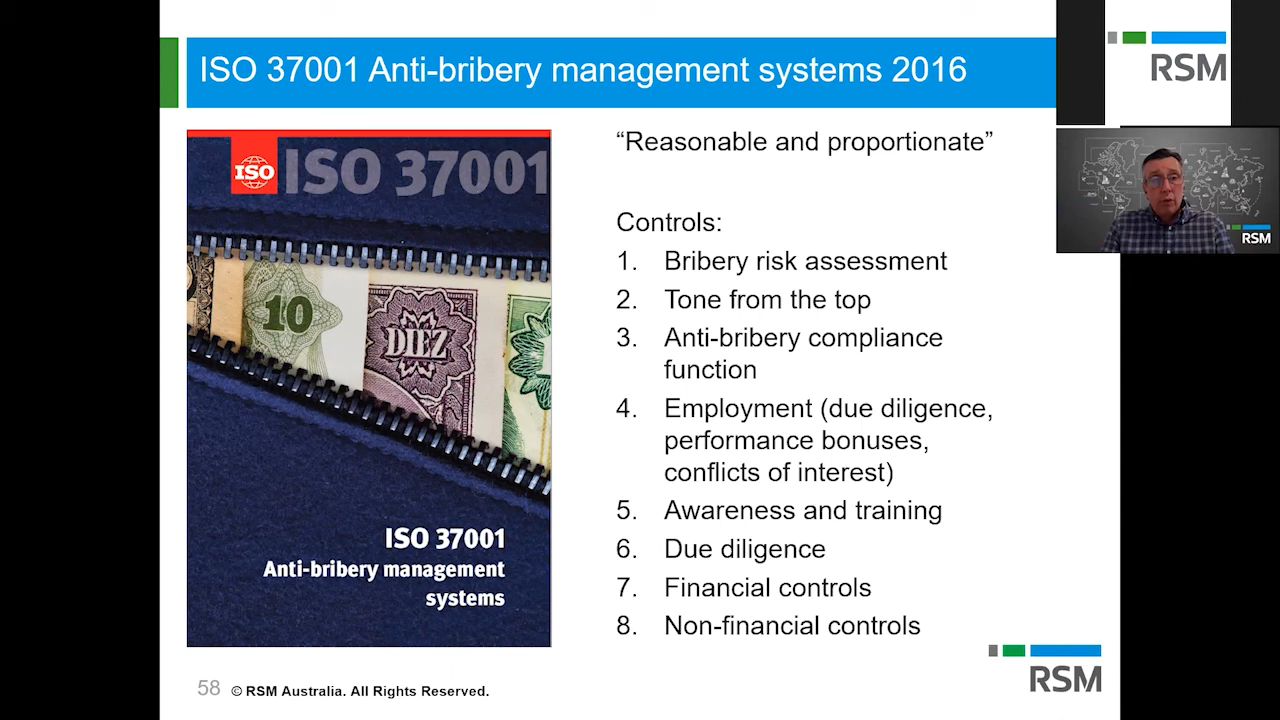 ISO 37001 Anti-bribery management systems 2016
RSM
ISO
ISO 37001
10
DIEZ
ISO 37001
Anti-bribery management
systems
“Reasonable and proportionate”
Controls:
1. Bribery risk assessment
2. Tone from the top
3. Anti-bribery compliance
function
4. Employment (due diligence,
performance bonuses,
conflicts of interest)
5. Awareness and training
6. Due diligence
7. Financial controls
8. Non-financial controls
RSM
RSM
58 © RSM Australia. All Rights Reserved.